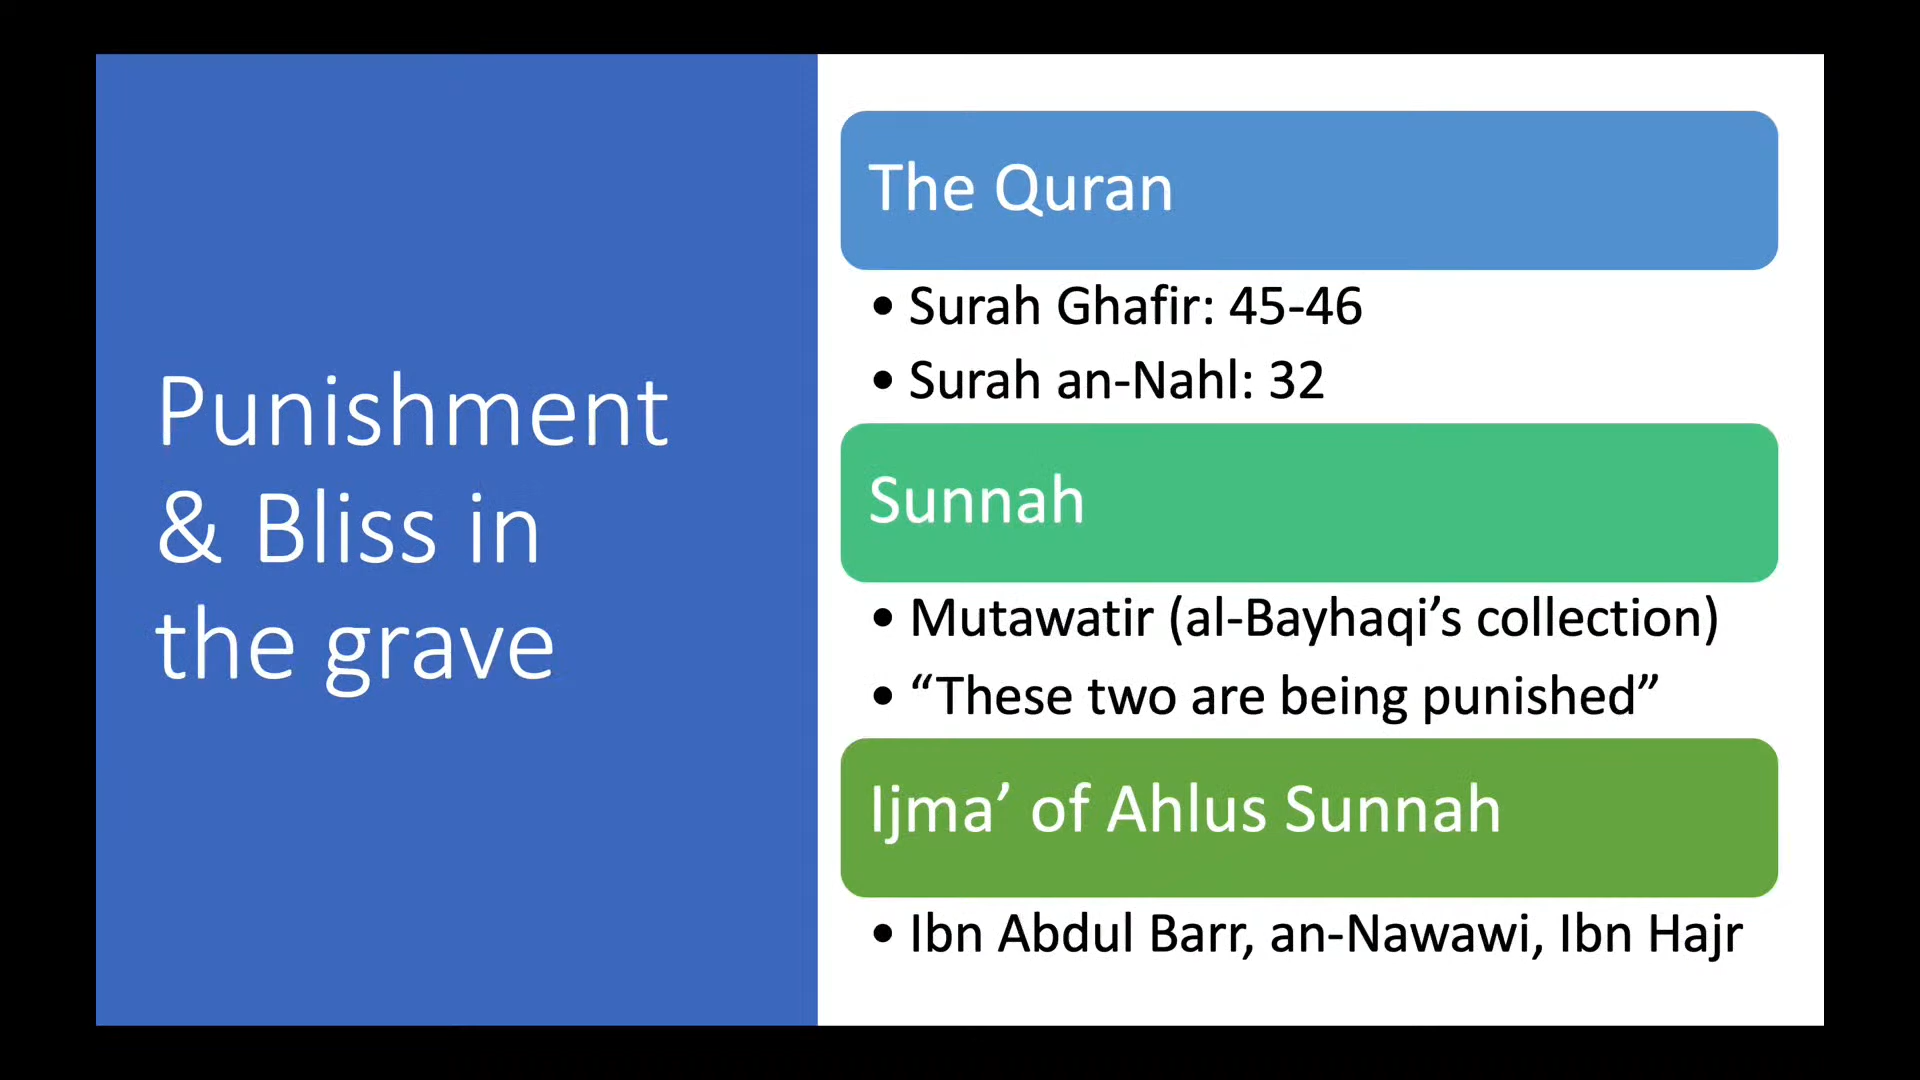 Punishment
& Bliss in
the grave
The Quran
• Surah Ghafir: 45-46
• Surah an-Nahl: 32
Sunnah
• Mutawatir (al-Bayhaqi’s collection)
• “These two are being punished”
Ijma’ of Ahlus Sunnah
• Ibn Abdul Barr, an-Nawawi, Ibn Hajr